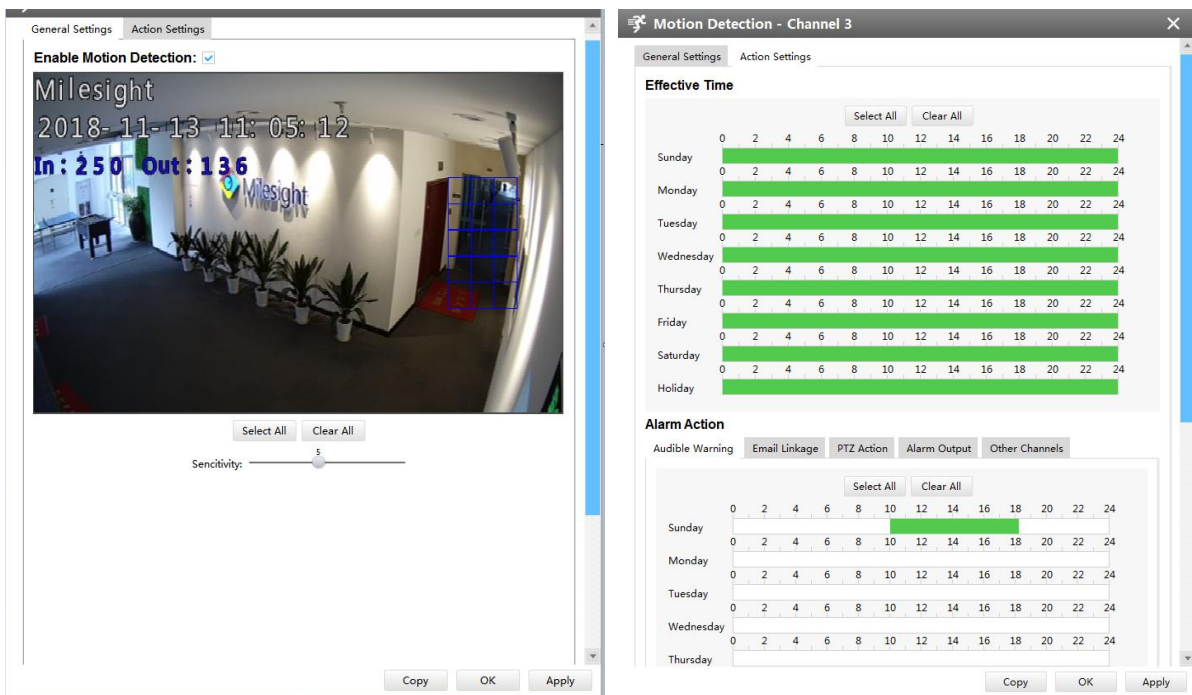 General Settings Action Settings
Enable Motion Detection:
Milesight
2018-11-13 11:05:12
In:250 Out:136
Milesight
Select All Clear All
Sencitivity: 5
Copy OK Apply
Motion Detection - Channel 3
General Settings Action Settings
Effective Time
Select All Clear All
0 2 4 6 8 10 12 14 16 18 20 22 24
Sunday
0 2 4 6 8 10 12 14 16 18 20 22 24
Monday
0 2 4 6 8 10 12 14 16 18 20 22 24
Tuesday
0 2 4 6 8 10 12 14 16 18 20 22 24
Wednesday
0 2 4 6 8 10 12 14 16 18 20 22 24
Thursday
0 2 4 6 8 10 12 14 16 18 20 22 24
Friday
0 2 4 6 8 10 12 14 16 18 20 22 24
Saturday
0 2 4 6 8 10 12 14 16 18 20 22 24
Holiday
Alarm Action
Audible Warning Email Linkage PTZ Action Alarm Output Other Channels
Select All Clear All
0 2 4 6 8 10 12 14 16 18 20 22 24
Sunday
0 2 4 6 8 10 12 14 16 18 20 22 24
Monday
0 2 4 6 8 10 12 14 16 18 20 22 24
Tuesday
0 2 4 6 8 10 12 14 16 18 20 22 24
Wednesday
0 2 4 6 8 10 12 14 16 18 20 22 24
Thursday
Copy OK Apply